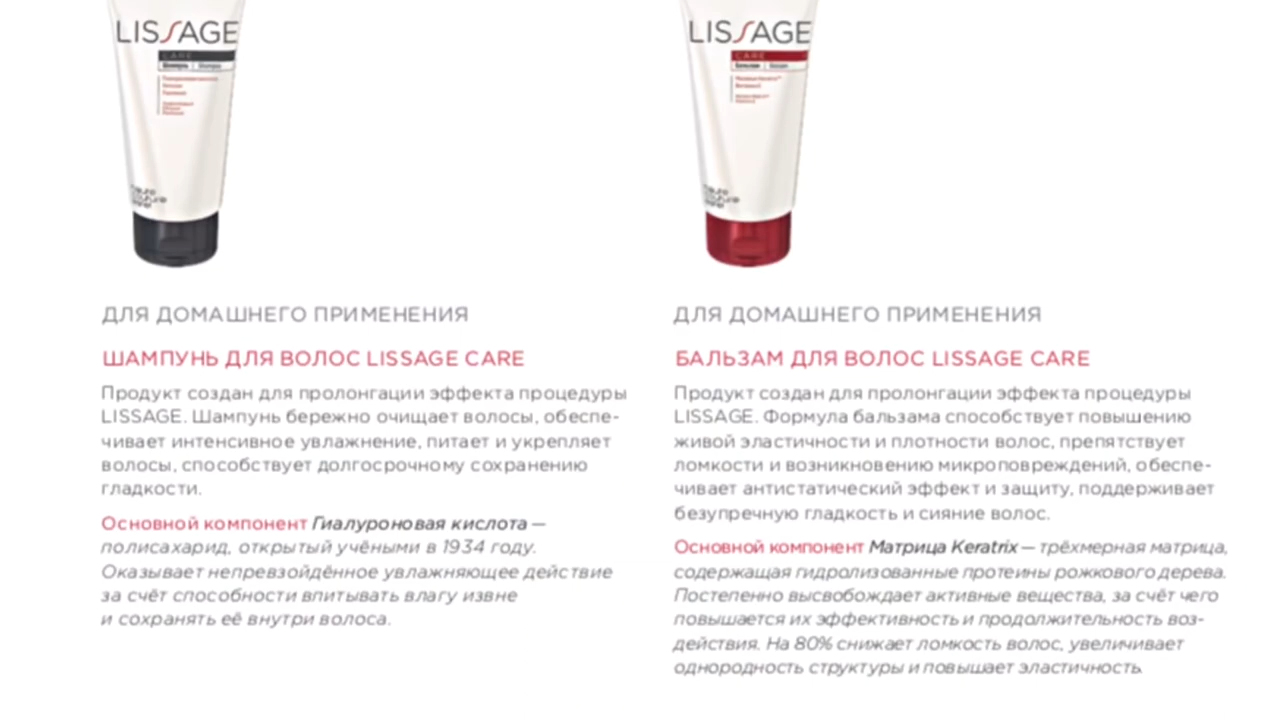 LISSAGE
CARE
Шампунь | Shampoo
LISSAGE
CARE
Бальзам | Balsam
ДЛЯ ДОМАШНЕГО ПРИМЕНЕНИЯ
ШАМПУНЬ ДЛЯ ВОЛОС LISSAGE CARE
Продукт создан для пролонгации эффекта процедуры
LISSAGE. Шампунь бережно очищает волосы, обеспе-
чивает интенсивное увлажнение, питает и укрепляет
волосы, способствует долгосрочному сохранению
гладкости.
Основной компонент Гиалуроновая кислота —
полисахарид, открытый учёными в 1934 году.
Оказывает непревзойдённое увлажняющее действие
за счёт способности впитывать влагу извне
и сохранять её внутри волоса.
ДЛЯ ДОМАШНЕГО ПРИМЕНЕНИЯ
БАЛЬЗАМ ДЛЯ ВОЛОС LISSAGE CARE
Продукт создан для пролонгации эффекта процедуры
LISSAGE. Формула бальзама способствует повышению
живой эластичности и плотности волос, препятствует
ломкости и возникновению микроповреждений, обеспе-
чивает антистатический эффект и защиту, поддерживает
безупречную гладкость и сияние волос.
Основной компонент Матрица Keratrix — трёхмерная матрица,
содержащая гидролизованные протеины рожкового дерева.
Постепенно высвобождает активные вещества, за счёт чего
повышается их эффективность и продолжительность воз-
действия. На 80% снижает ломкость волос, увеличивает
однородность структуры и повышает эластичность.